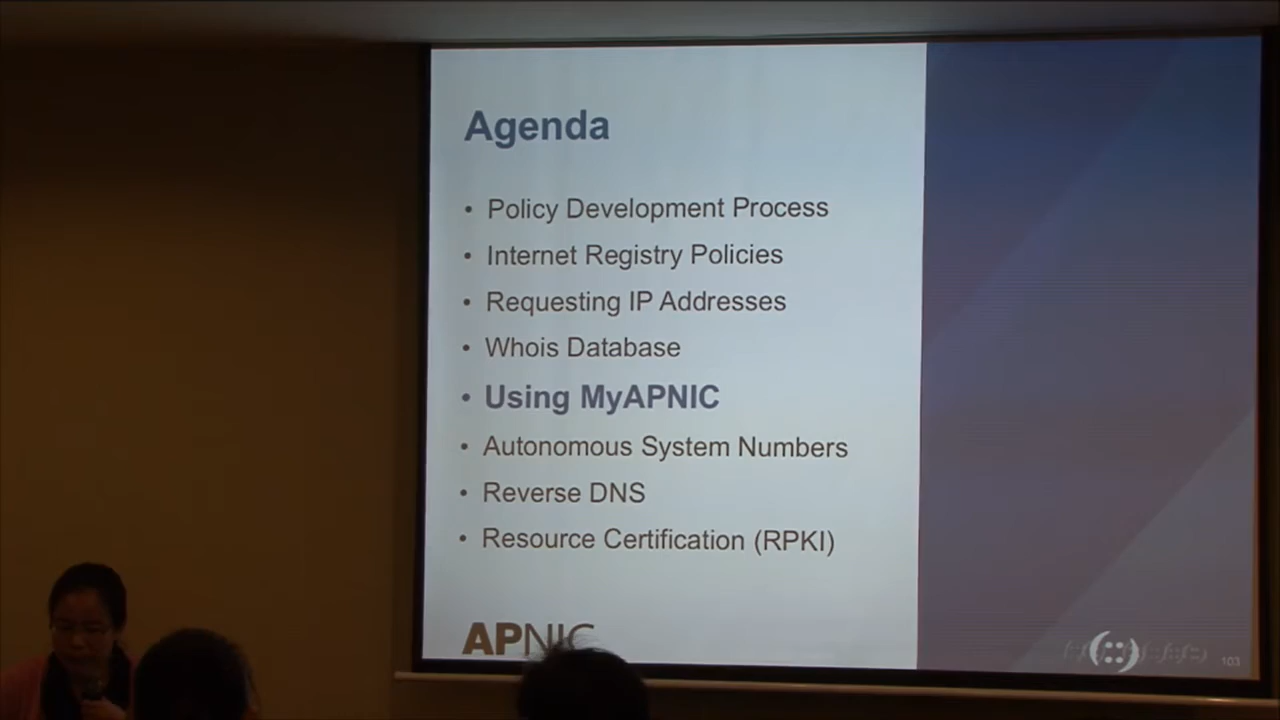 Agenda
• Policy Development Process
• Internet Registry Policies
• Requesting IP Addresses
• Whois Database
• Using MyAPNIC
• Autonomous System Numbers
• Reverse DNS
• Resource Certification (RPKI)
APNIC
103